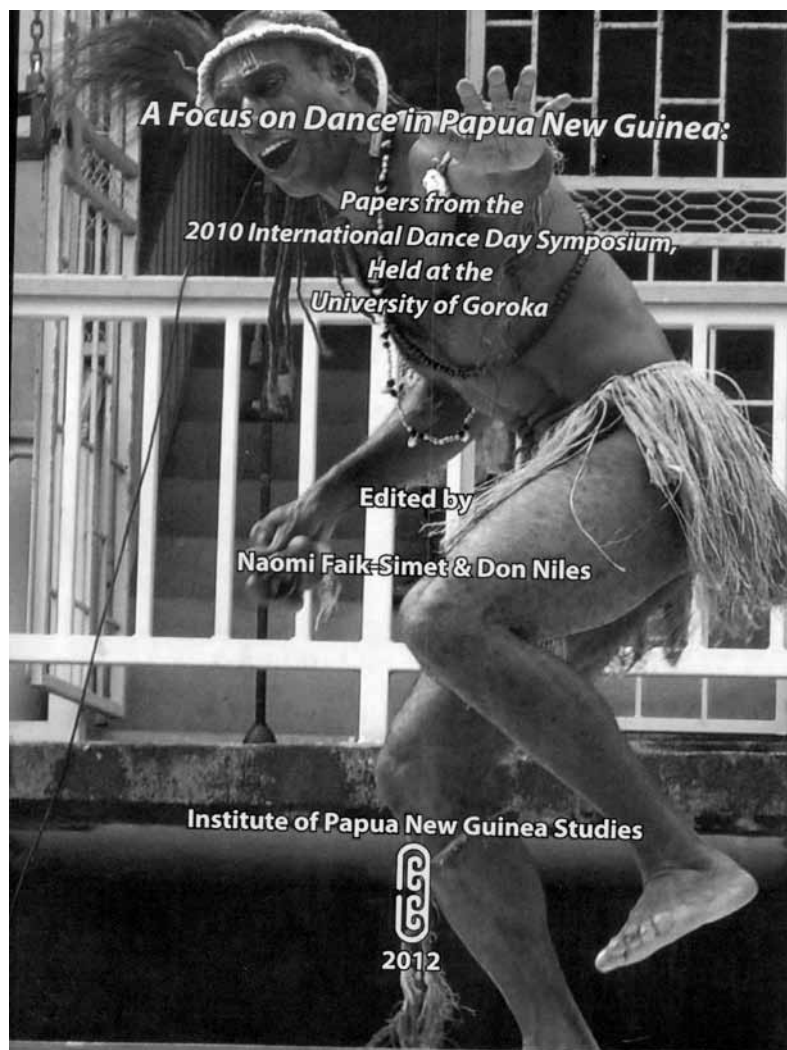 A Focus on Dance in Papua New Guinea:
Papers from the
2010 International Dance Day Symposium,
Held at the
University of Goroka
Edited by
Naomi Faik-Simet & Don Niles
Institute of Papua New Guinea Studies
2012